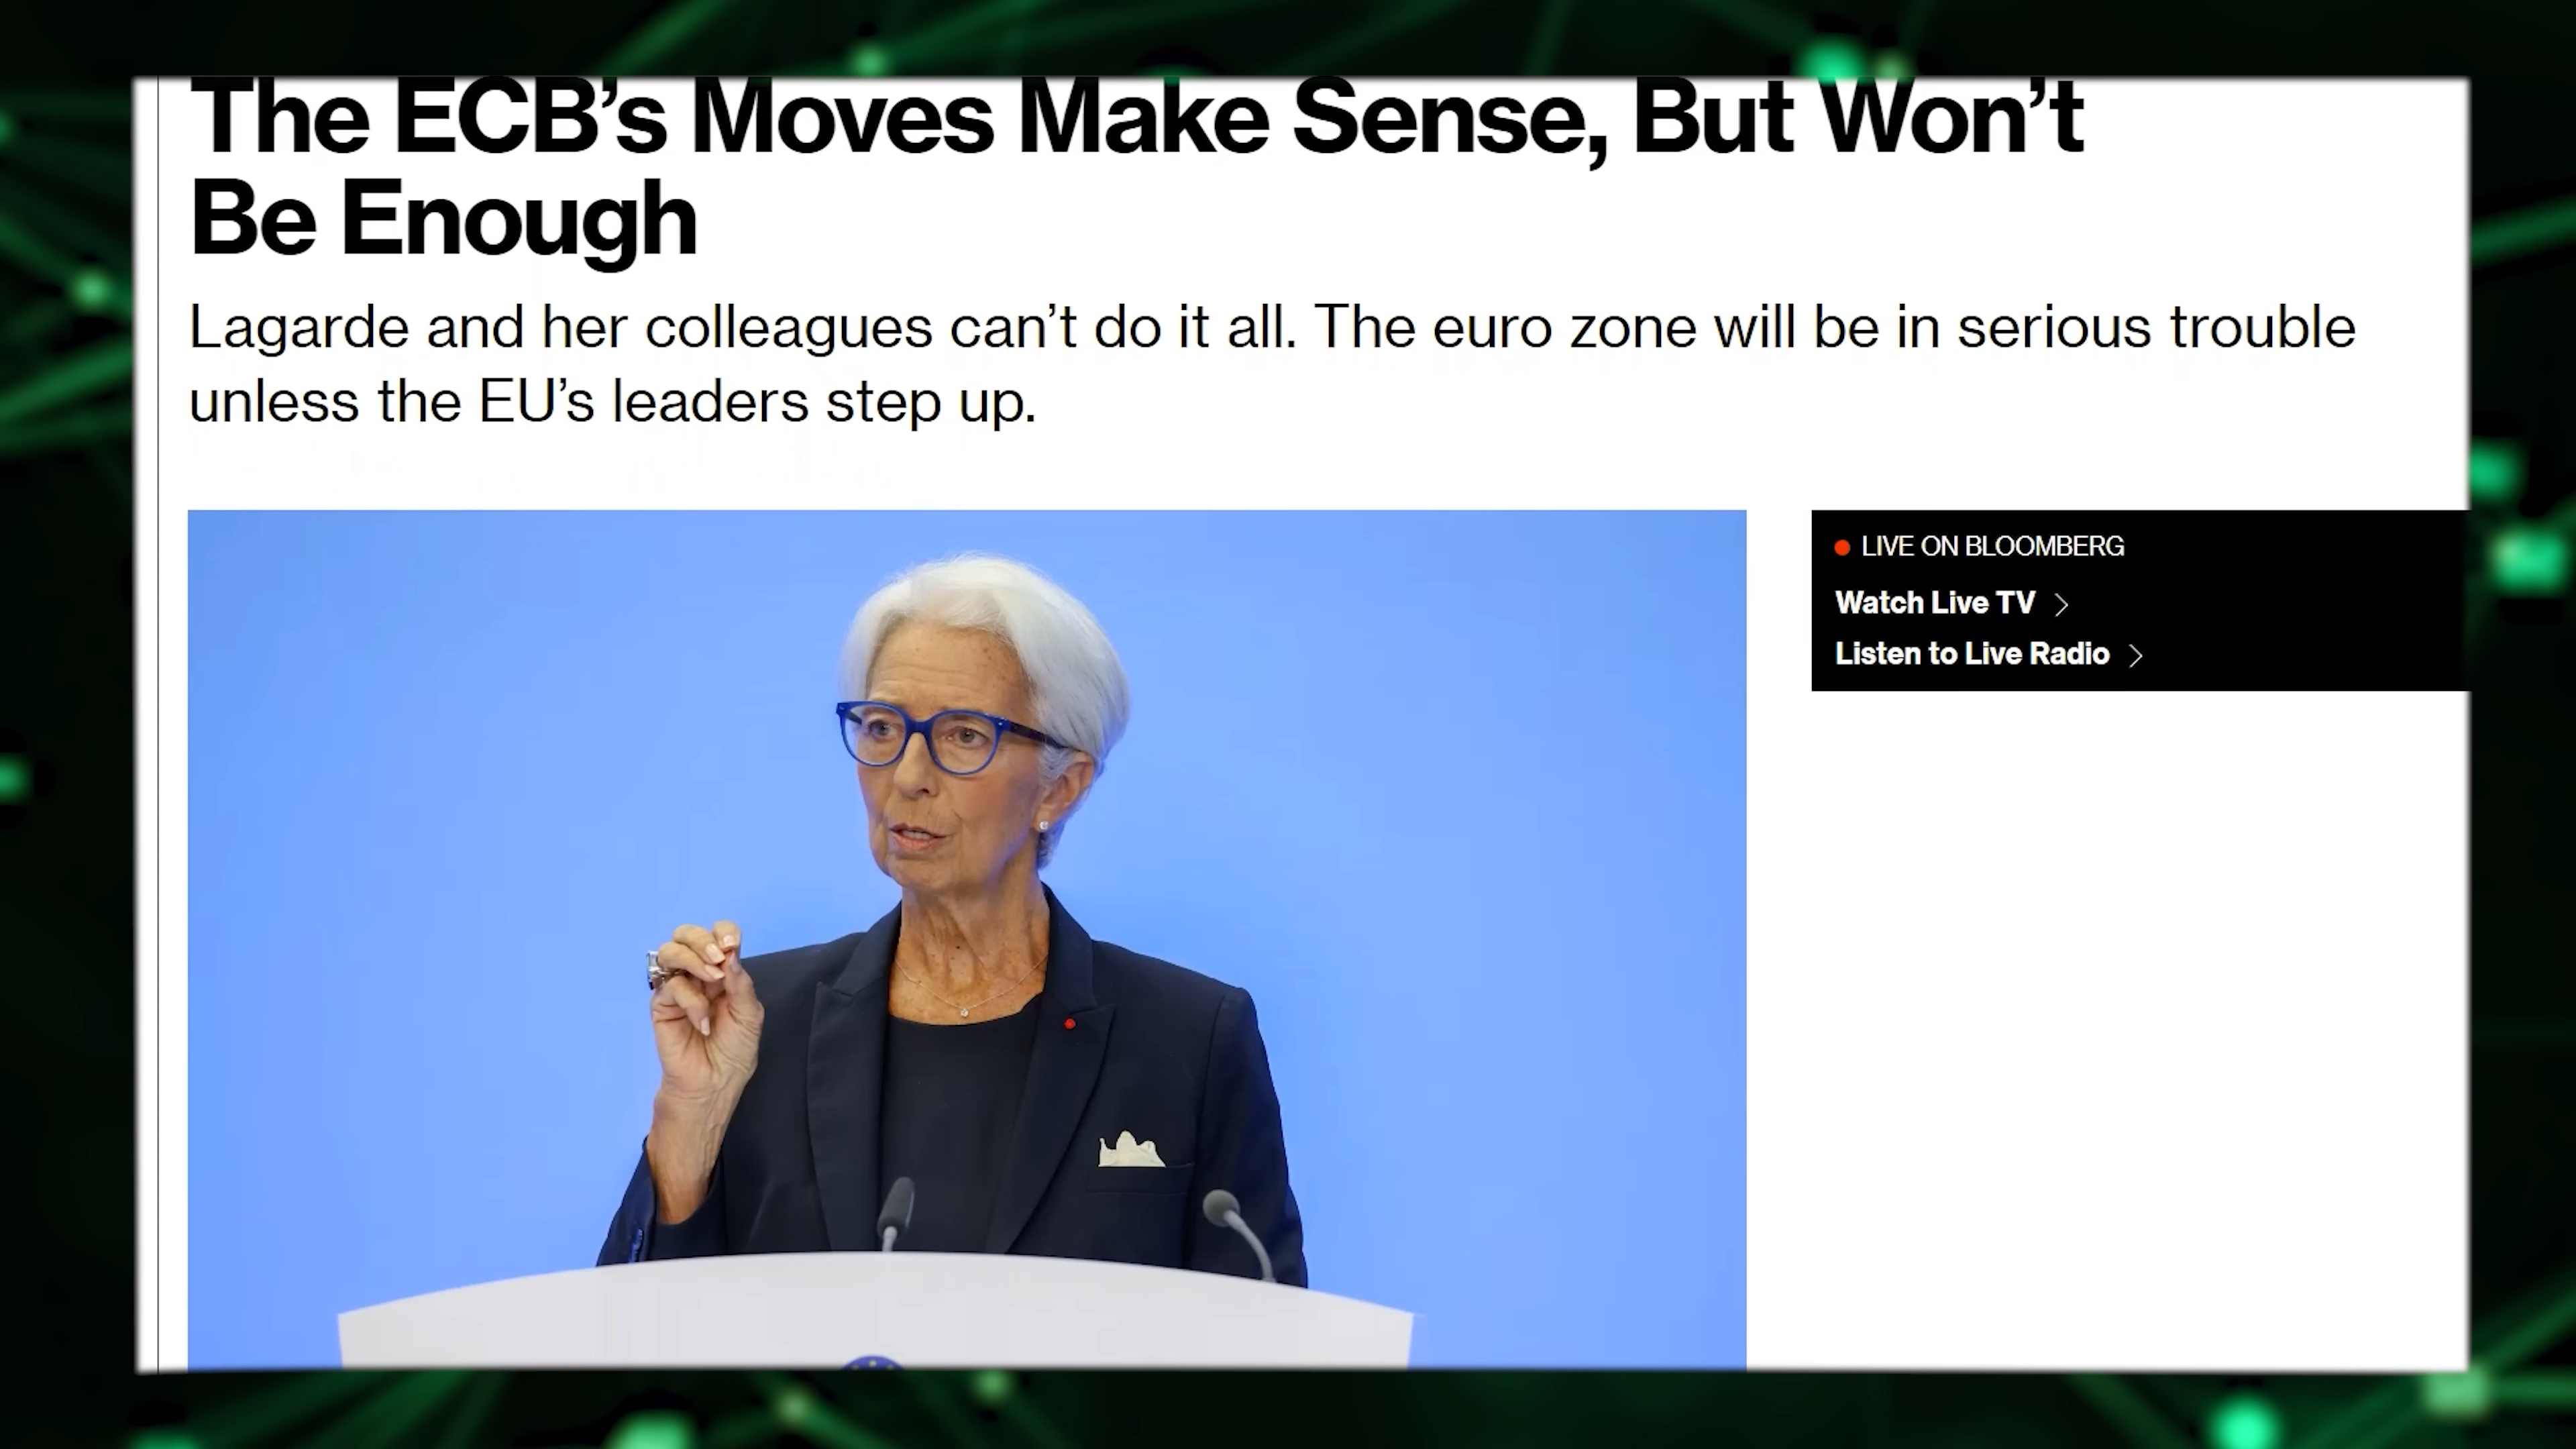 The ECB’s Moves Make Sense, But Won’t
Be Enough
Lagarde and her colleagues can’t do it all. The euro zone will be in serious trouble
unless the EU’s leaders step up.
LIVE ON BLOOMBERG
Watch Live TV
Listen to Live Radio